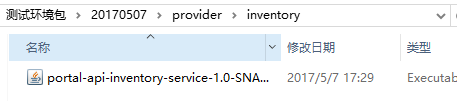 测试环境包 › 20170507 › provider › inventory
名称 修改日期 类型
portal-api-inventory-service-1.0-SNA... 2017/5/7 17:29 Executab